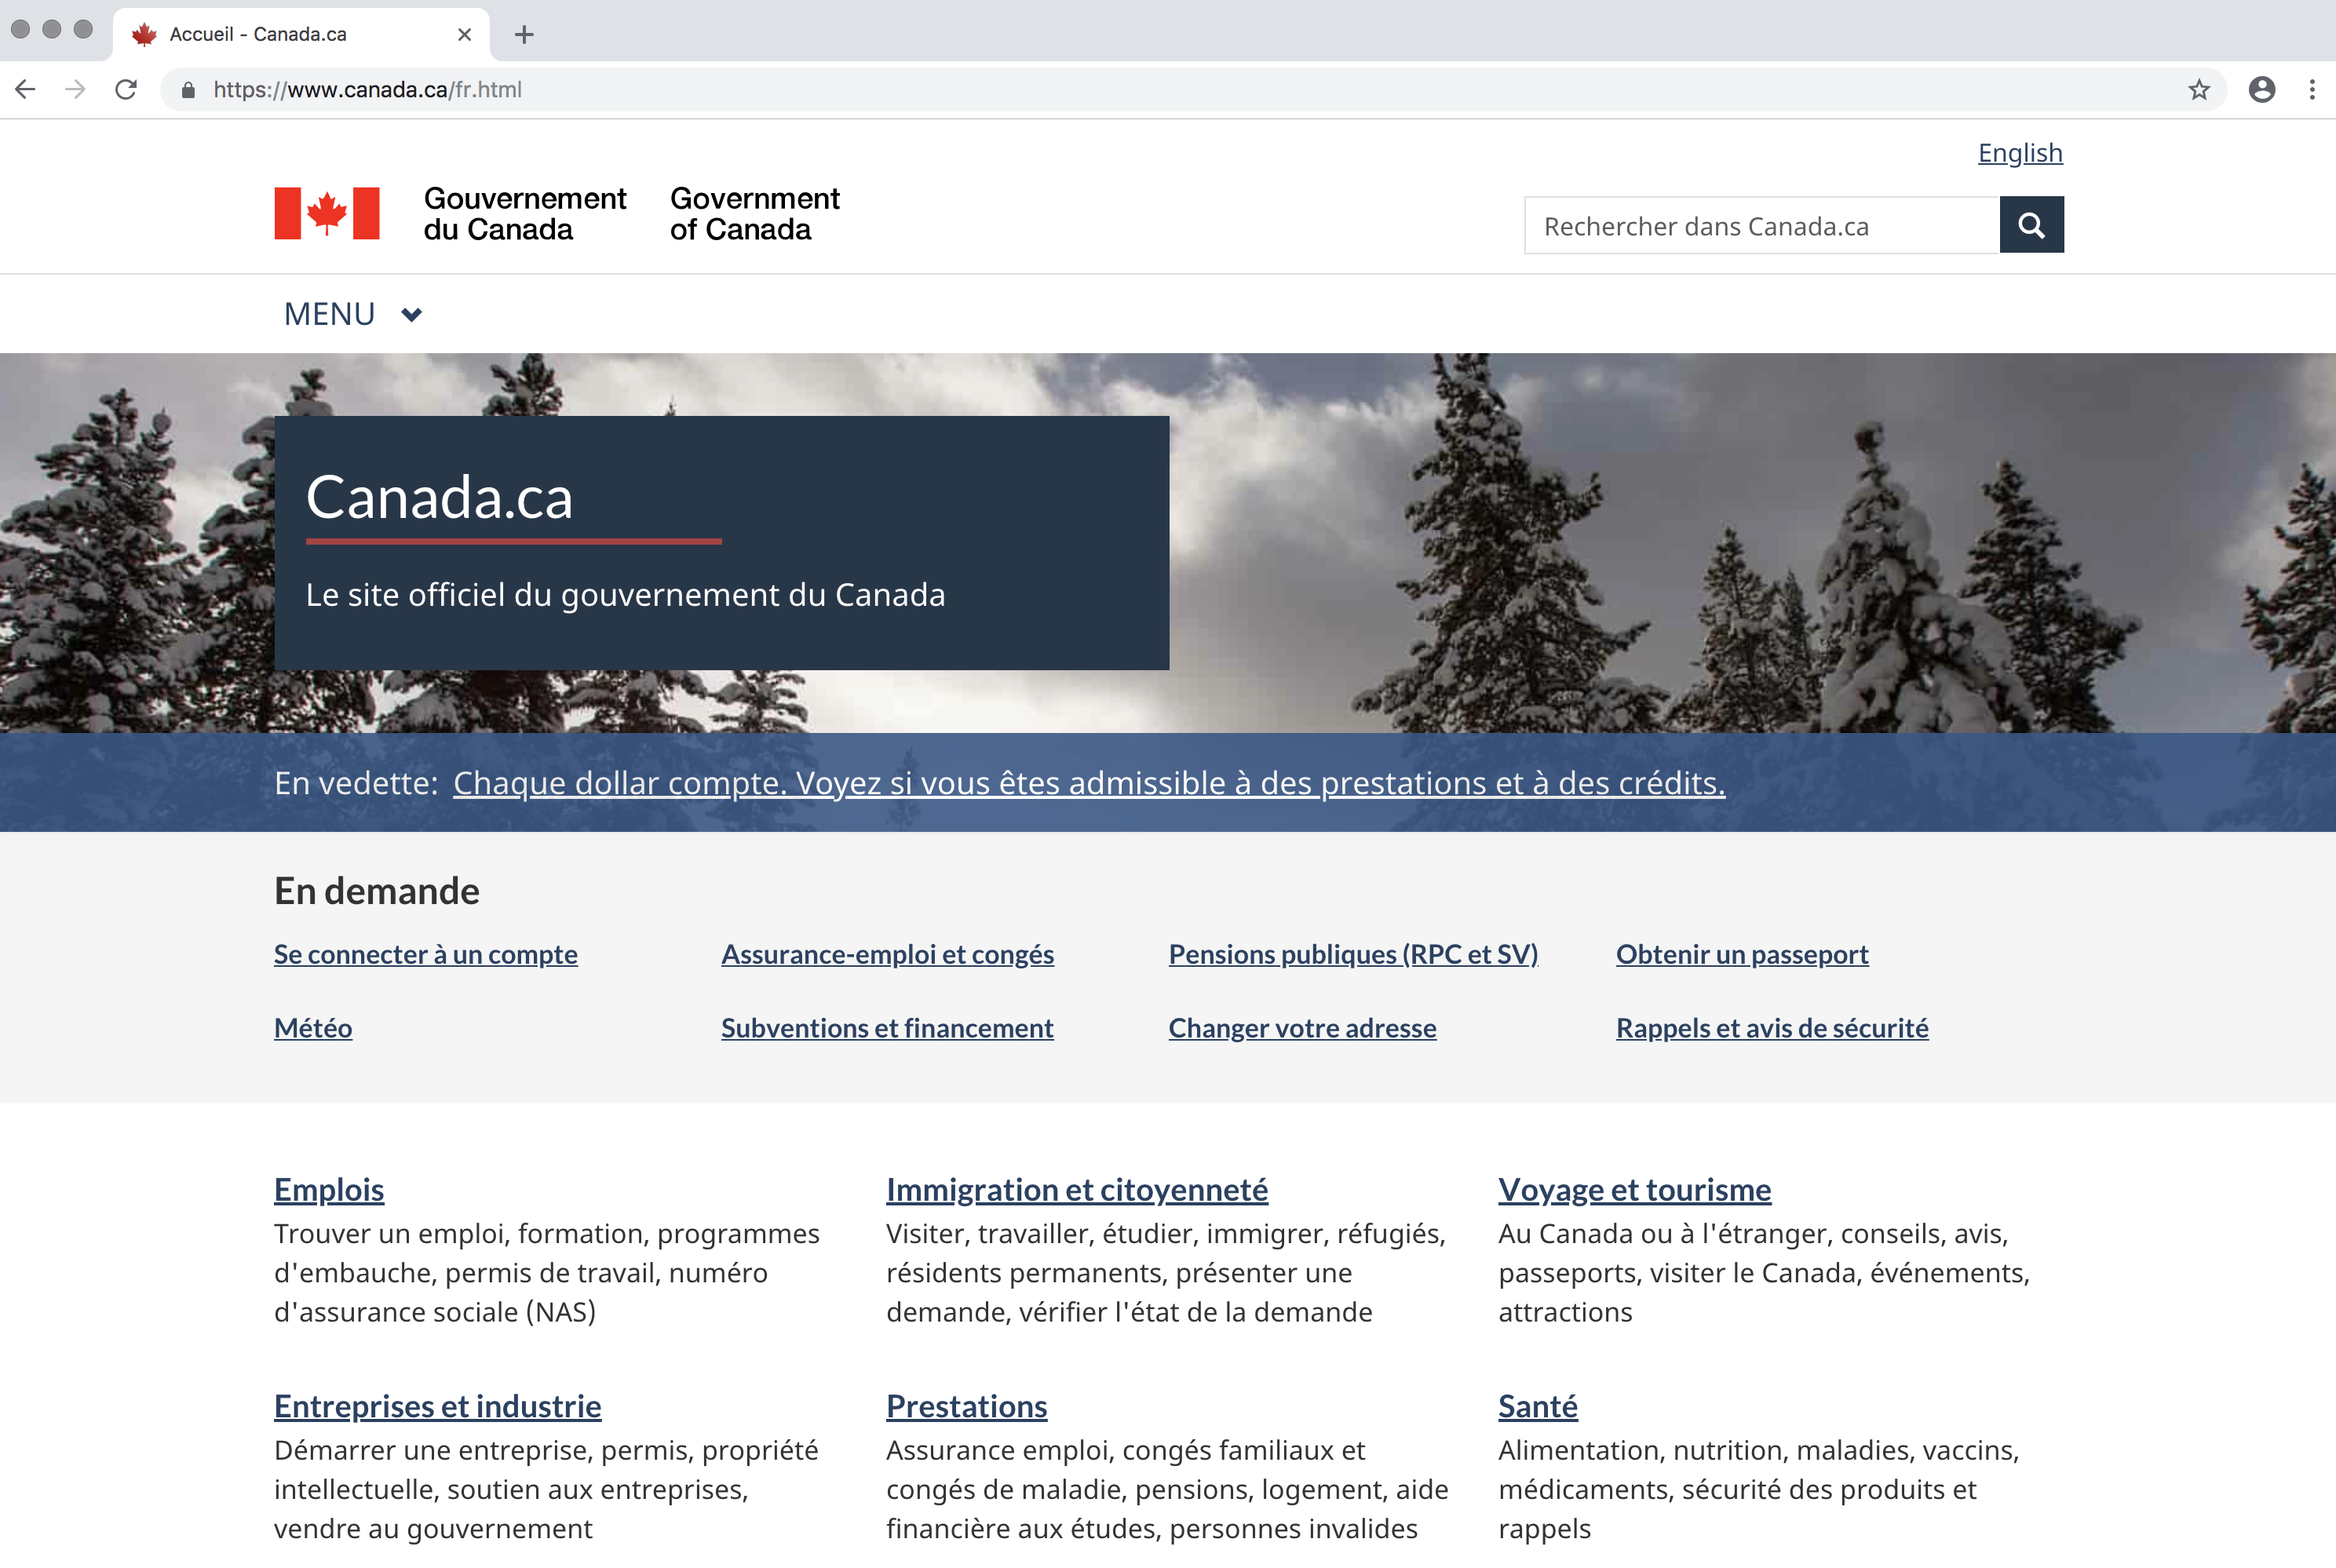 Accueil - Canada.ca
https://www.canada.ca/fr.html
English
Gouvernement du Canada
Government of Canada
Rechercher dans Canada.ca
MENU
Canada.ca
Le site officiel du gouvernement du Canada
En vedette: Chaque dollar compte. Voyez si vous êtes admissible à des prestations et à des crédits.
En demande
Se connecter à un compte
Assurance-emploi et congés
Pensions publiques (RPC et SV)
Obtenir un passeport
Météo
Subventions et financement
Changer votre adresse
Rappels et avis de sécurité
Emplois
Trouver un emploi, formation, programmes
d'embauche, permis de travail, numéro
d'assurance sociale (NAS)
Immigration et citoyenneté
Visiter, travailler, étudier, immigrer, réfugiés,
résidents permanents, présenter une
demande, vérifier l'état de la demande
Voyage et tourisme
Au Canada ou à l'étranger, conseils, avis,
passeports, visiter le Canada, événements,
attractions
Entreprises et industrie
Démarrer une entreprise, permis, propriété
intellectuelle, soutien aux entreprises,
vendre au gouvernement
Prestations
Assurance emploi, congés familiaux et
congés de maladie, pensions, logement, aide
financière aux études, personnes invalides
Santé
Alimentation, nutrition, maladies, vaccins,
médicaments, sécurité des produits et
rappels